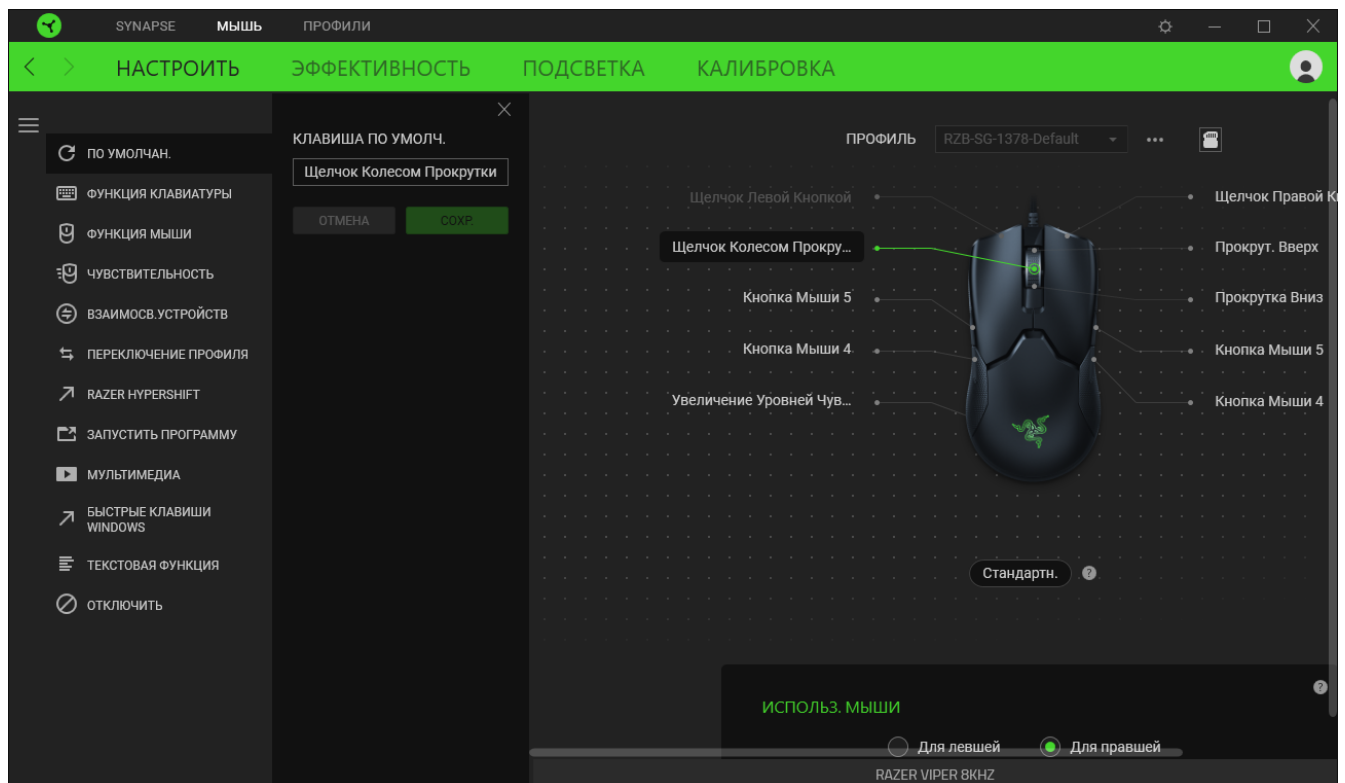 SYNAPSE МЫШЬ ПРОФИЛИ
НАСТРОИТЬ ЭФФЕКТИВНОСТЬ ПОДСВЕТКА КАЛИБРОВКА
ПО УМОЛЧАН.
ФУНКЦИЯ КЛАВИАТУРЫ
ФУНКЦИЯ МЫШИ
ЧУВСТВИТЕЛЬНОСТЬ
ВЗАИМОСВ.УСТРОЙСТВ
ПЕРЕКЛЮЧЕНИЕ ПРОФИЛЯ
RAZER HYPERSHIFT
ЗАПУСТИТЬ ПРОГРАММУ
МУЛЬТИМЕДИА
БЫСТРЫЕ КЛАВИШИ
WINDOWS
ТЕКСТОВАЯ ФУНКЦИЯ
ОТКЛЮЧИТЬ
КЛАВИША ПО УМОЛЧ.
Щелчок Колесом Прокрутки
ОТМЕНА СОХР.
ПРОФИЛЬ RZB-SG-1378-Default
Щелчок Левой Кнопкой
Щелчок Колесом Прокру...
Кнопка Мыши 5
Кнопка Мыши 4
Увеличение Уровней Чув...
Щелчок Правой К
Прокрут. Вверх
Прокрутка Вниз
Кнопка Мыши 5
Кнопка Мыши 4
Стандартн. ?
ИСПОЛЬЗ. МЫШИ ?
Для левшей Для правшей
RAZER VIPER 8KHZ